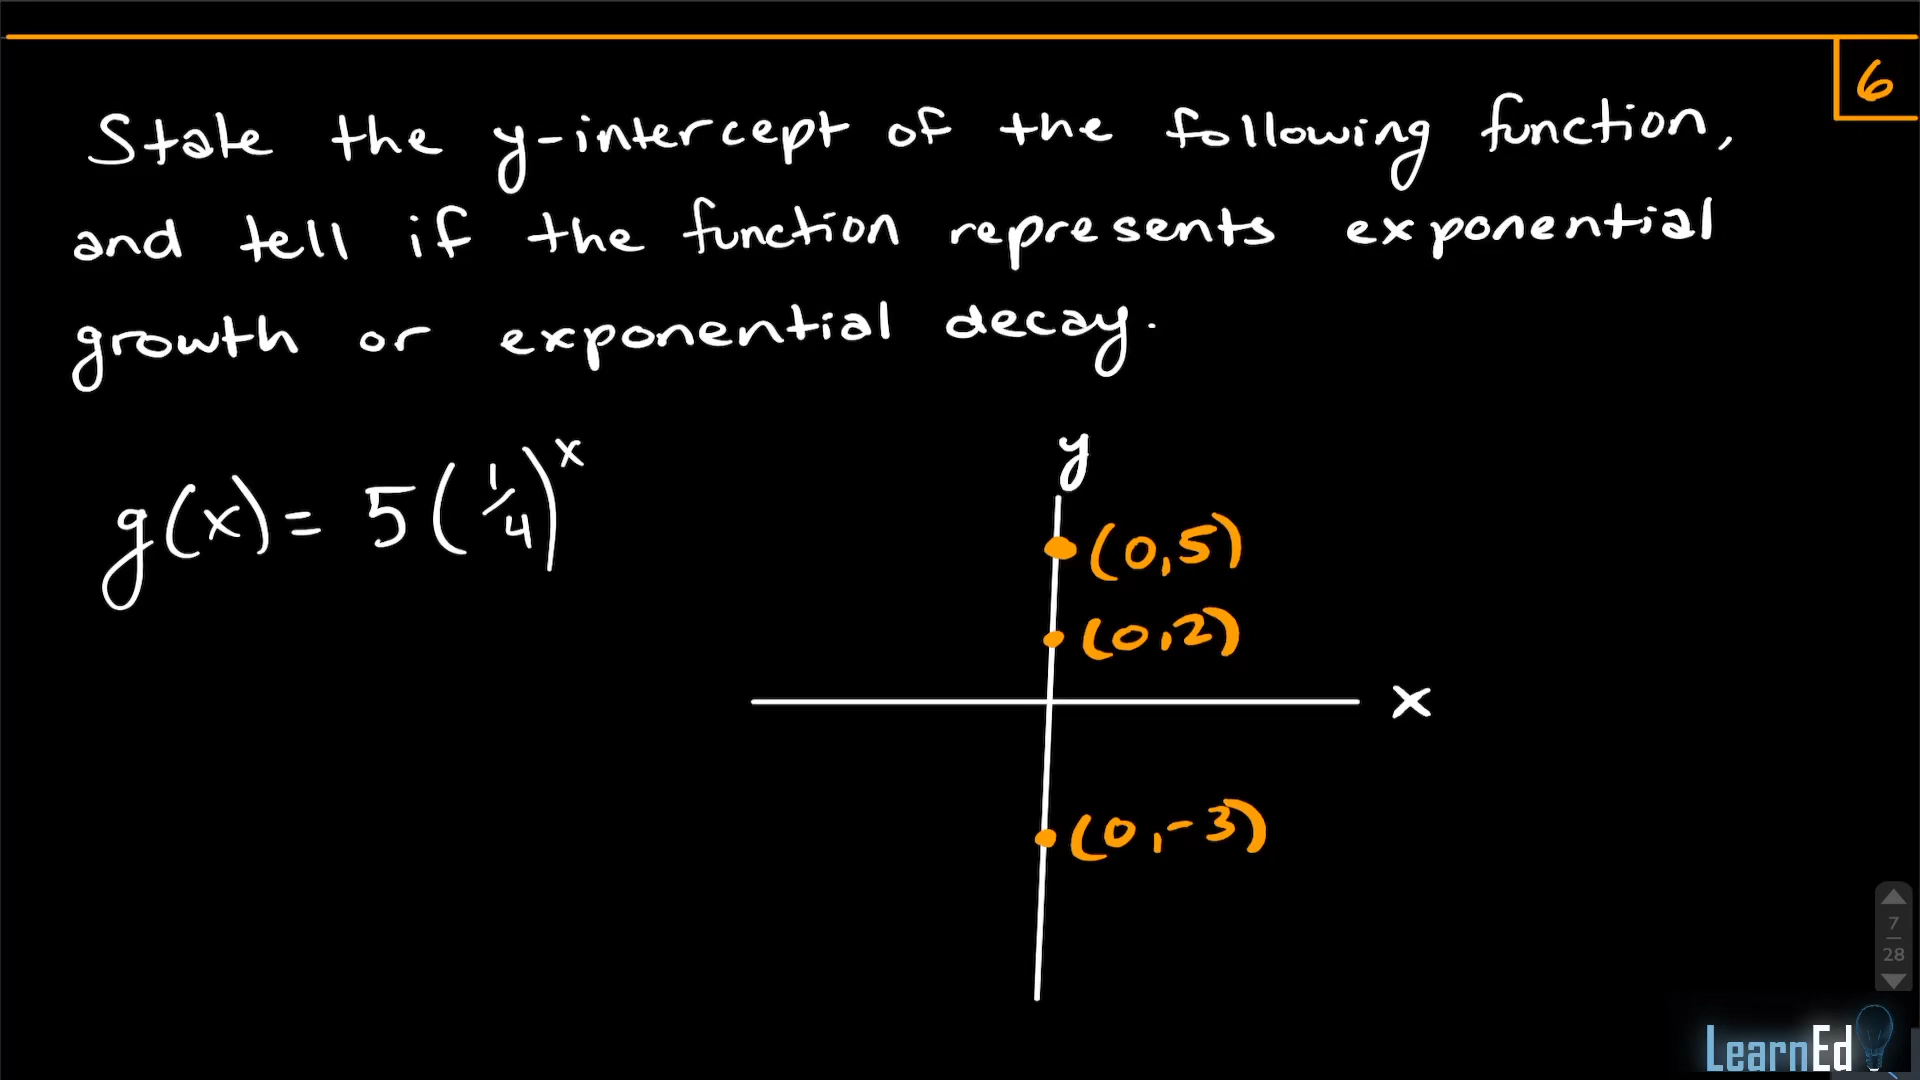 6
State the y-intercept of the following function,
and tell if the function represents exponential
growth or exponential decay.
g(x) = 5(1/4)^x
y
(0,5)
(0,2)
x
(0,-3)
7
28
LearnEd